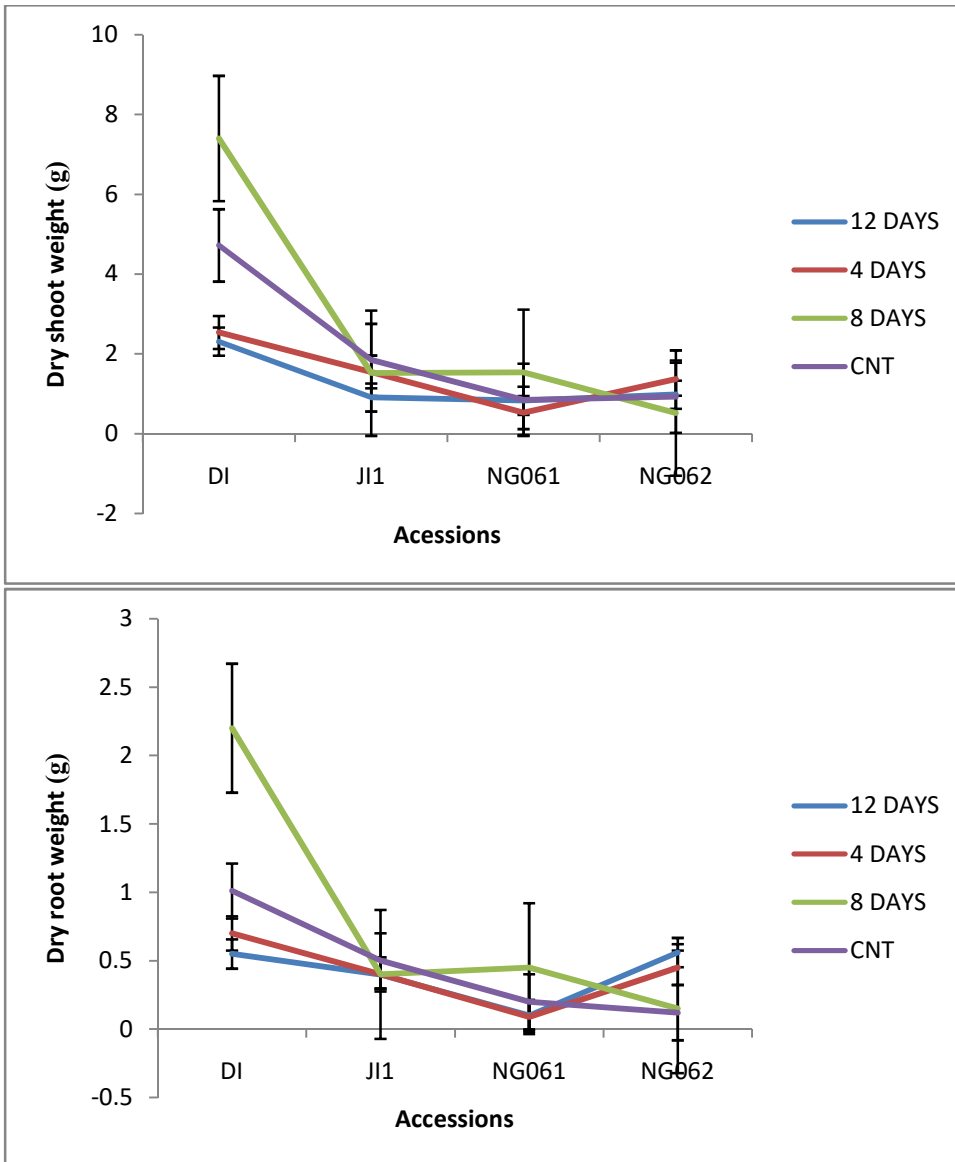 10
8
6
4
2
0
-2
Dry shoot weight (g)
DI JI1 NG061 NG062
Acessions
12 DAYS
4 DAYS
8 DAYS
CNT
3
2.5
2
1.5
1
0.5
0
-0.5
Dry root weight (g)
DI JI1 NG061 NG062
Accessions
12 DAYS
4 DAYS
8 DAYS
CNT